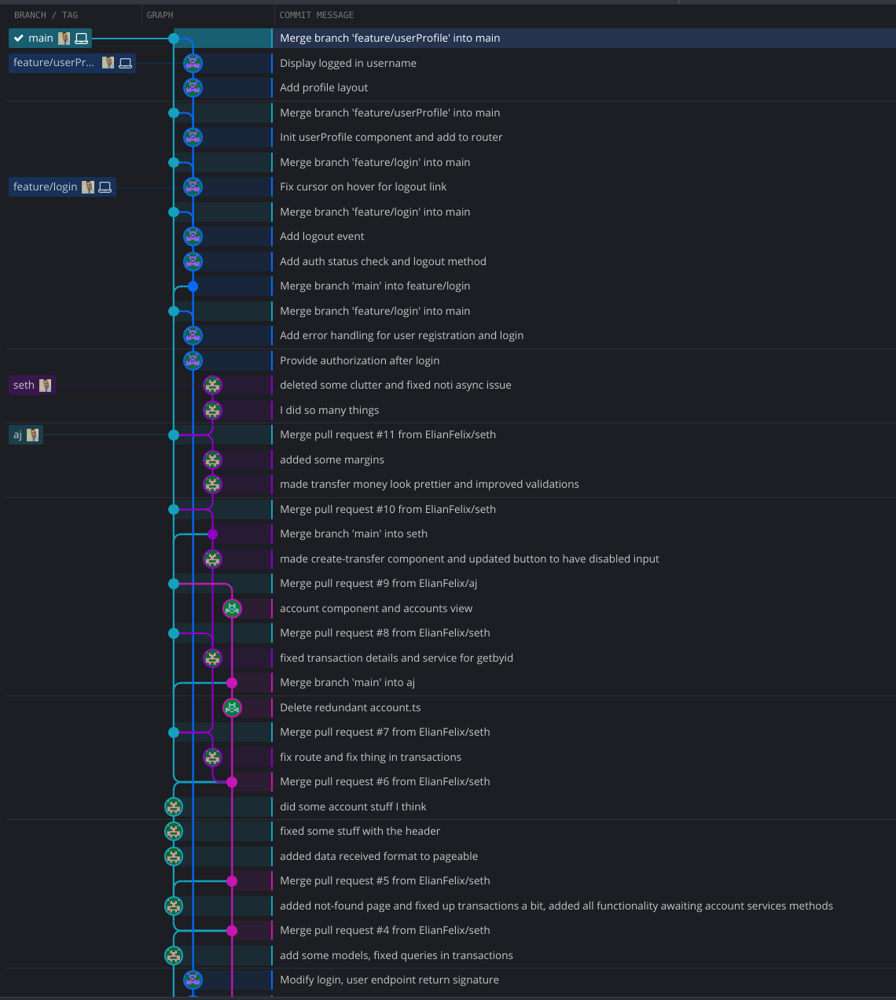 BRANCH / TAG
GRAPH
COMMIT MESSAGE
main
Merge branch 'feature/userProfile' into main
feature/userPr...
Display logged in username
Add profile layout
Merge branch 'feature/userProfile' into main
Init userProfile component and add to router
Merge branch 'feature/login' into main
feature/login
Fix cursor on hover for logout link
Merge branch 'feature/login' into main
Add logout event
Add auth status check and logout method
Merge branch 'main' into feature/login
Merge branch 'feature/login' into main
Add error handling for user registration and login
Provide authorization after login
seth
deleted some clutter and fixed noti async issue
I did so many things
aj
Merge pull request #11 from ElianFelix/seth
added some margins
made transfer money look prettier and improved validations
Merge pull request #10 from ElianFelix/seth
Merge branch 'main' into seth
made create-transfer component and updated button to have disabled input
Merge pull request #9 from ElianFelix/aj
account component and accounts view
Merge pull request #8 from ElianFelix/seth
fixed transaction details and service for getbyid
Merge branch 'main' into aj
Delete redundant account.ts
Merge pull request #7 from ElianFelix/seth
fix route and fix thing in transactions
Merge pull request #6 from ElianFelix/seth
did some account stuff I think
fixed some stuff with the header
added data received format to pageable
Merge pull request #5 from ElianFelix/seth
added not-found page and fixed up transactions a bit, added all functionality awaiting account services methods
Merge pull request #4 from ElianFelix/seth
add some models, fixed queries in transactions
Modify login, user endpoint return signature